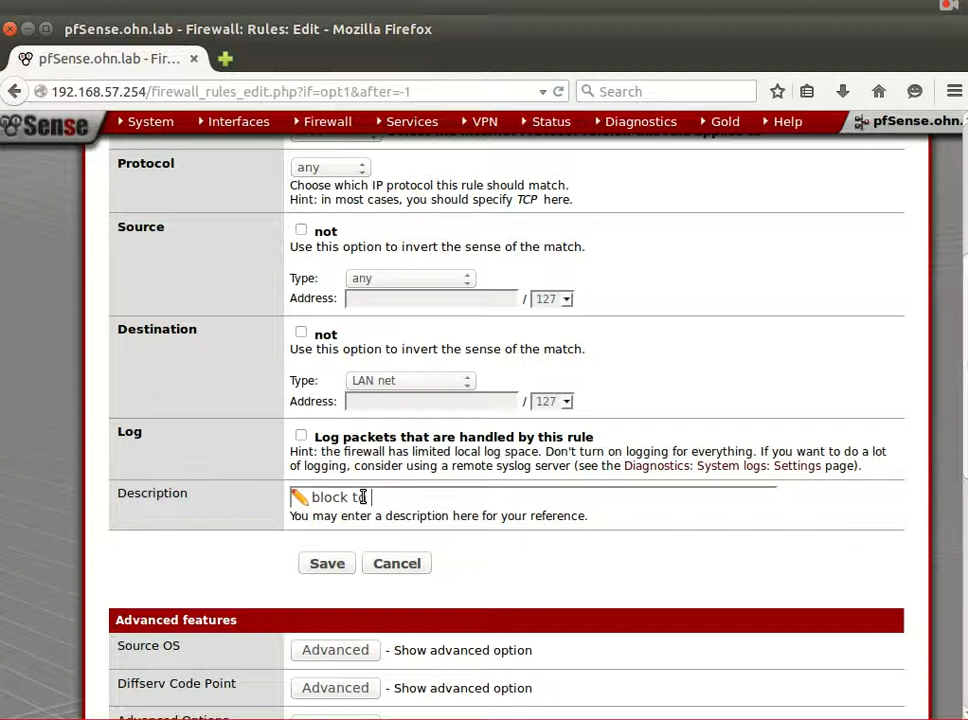 pfSense.ohn.lab - Firewall: Rules: Edit - Mozilla Firefox
pfSense.ohn.lab - Fir...
192.168.57.254/firewall_rules_edit.php?if=opt1&after=-1
Search
Sense
System
Interfaces
Firewall
Services
VPN
Status
Diagnostics
Gold
Help
pfSense.ohn.
Protocol
any
Choose which IP protocol this rule should match.
Hint: in most cases, you should specify TCP here.
Source
not
Use this option to invert the sense of the match.
Type: any
Address: / 127
Destination
not
Use this option to invert the sense of the match.
Type: LAN net
Address: / 127
Log
Log packets that are handled by this rule
Hint: the firewall has limited local log space. Don't turn on logging for everything. If you want to do a lot
of logging, consider using a remote syslog server (see the Diagnostics: System logs: Settings page).
Description
block to
You may enter a description here for your reference.
Save
Cancel
Advanced features
Source OS
Advanced - Show advanced option
Diffserv Code Point
Advanced - Show advanced option